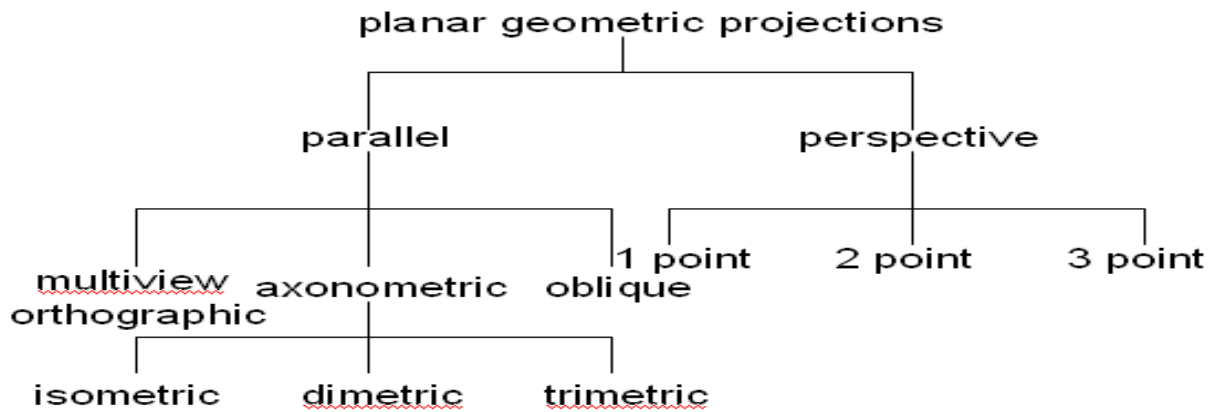 planar geometric projections
parallel
perspective
multiview
orthographic
axonometric
oblique
1 point
2 point
3 point
isometric
dimetric
trimetric